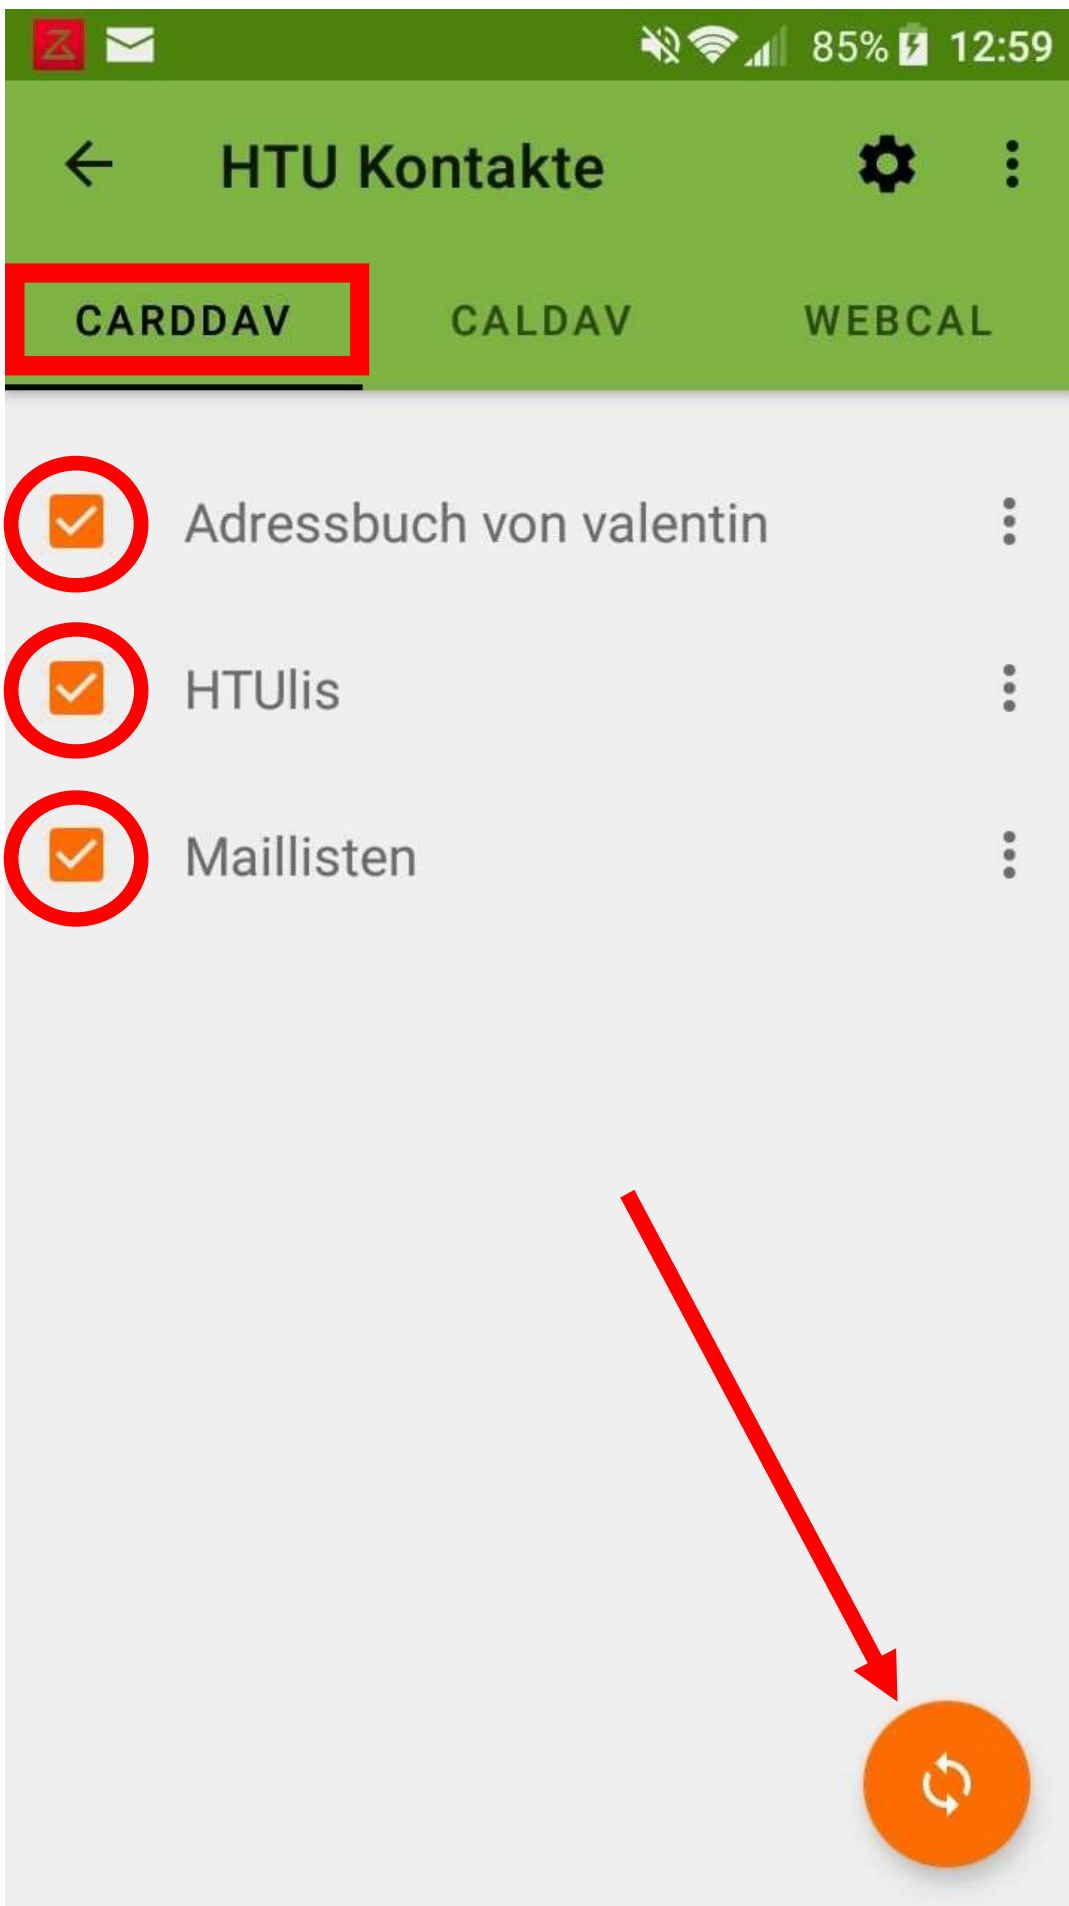 85% 12:59
HTU Kontakte
CARDDAV CALDAV WEBCAL
Adressbuch von valentin
HTUlis
Maillisten